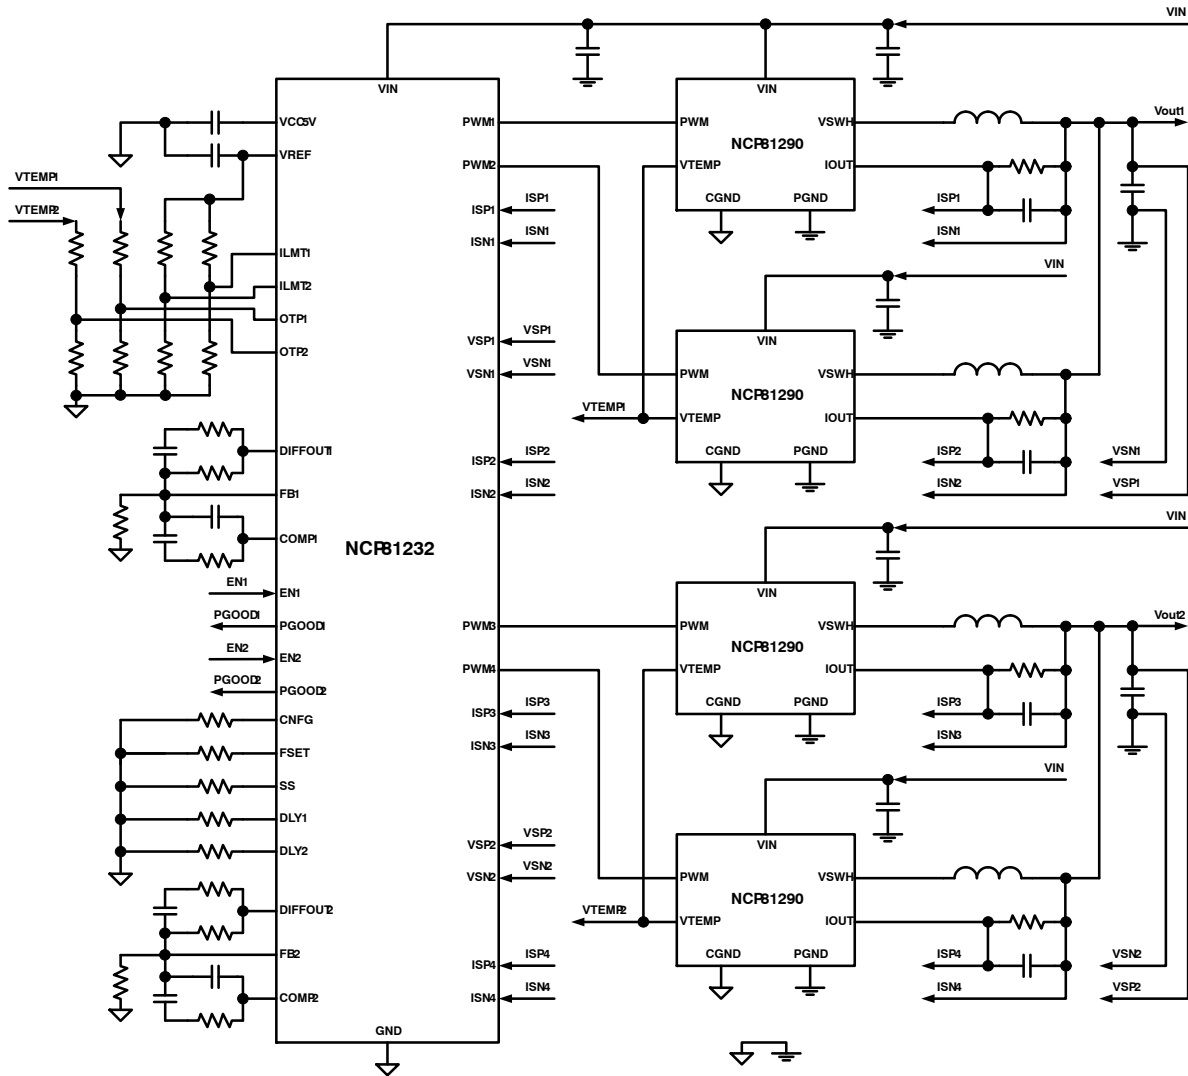 VIN
VIN
VCC5V
PWM1
VREF
PWM2
VTEMP1
VTEMP2
ISP1
ISP1
ISN1
ISN1
ILMT1
ILMT2
OTP1
OTP2
VSP1
VSP1
VSN1
VSN1
DIFFOUT1
ISP2
ISP2
FB1
ISN2
ISN2
COMP1
NCP81232
EN1
EN1
PGOOD1
PGOOD1
PWM3
EN2
EN2
PWM4
PGOOD2
PGOOD2
CNFG
ISP3
ISP3
FSET
ISN3
ISN3
SS
DLY1
DLY2
VSP2
VSP2
VSN2
VSN2
DIFFOUT2
FB2
ISP4
ISP4
COMP2
ISN4
ISN4
GND
VIN
PWM
VSWH
NCP81290
VTEMP
IOUT
CGND
PGND
Vout1
ISP1
ISN1
VIN
VIN
PWM
VSWH
NCP81290
VTEMP1
VTEMP
IOUT
CGND
PGND
ISP2
ISN2
VSN1
VSP1
VIN
VIN
PWM
VSWH
NCP81290
VTEMP
IOUT
CGND
PGND
Vout2
ISP3
ISN3
VIN
VIN
PWM
VSWH
NCP81290
VTEMP2
VTEMP
IOUT
CGND
PGND
ISP4
ISN4
VSN2
VSP2